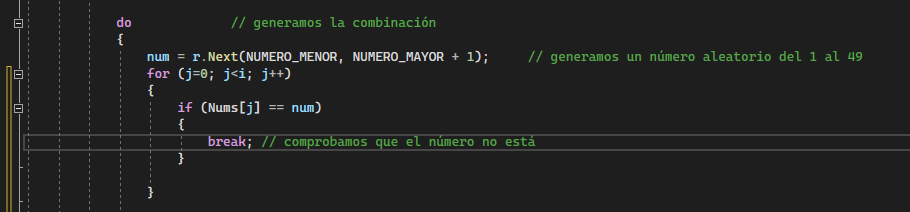 do // generamos la combinación
{
num = r.Next(NUMERO_MENOR, NUMERO_MAYOR + 1); // generamos un número aleatorio del 1 al 49
for (j=0; j<i; j++)
{
if (Nums[j] == num)
{
break; // comprobamos que el número no está
}
}